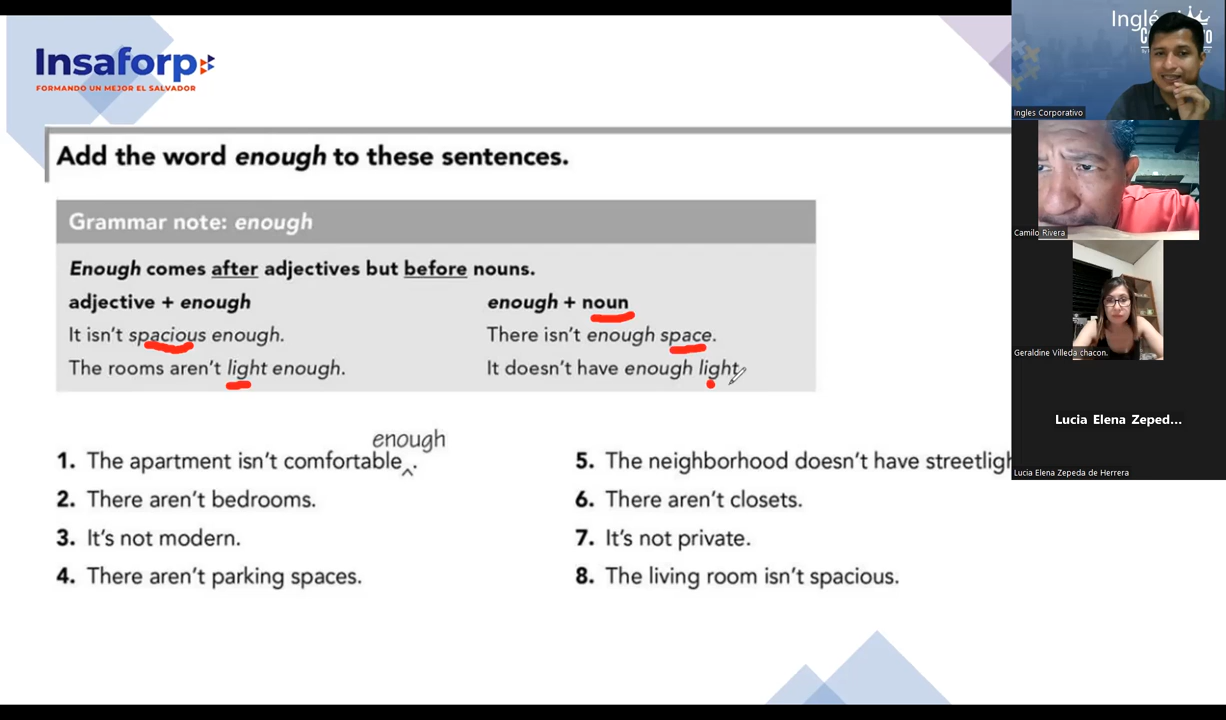 Insaforp
FORMANDO UN MEJOR EL SALVADOR
Add the word enough to these sentences.
Grammar note: enough
Enough comes after adjectives but before nouns.
adjective + enough
It isn't spacious enough.
The rooms aren't light enough.
enough + noun
There isn't enough space.
It doesn't have enough light.
enough
1. The apartment isn't comfortable^.
2. There aren't bedrooms.
3. It's not modern.
4. There aren't parking spaces.
5. The neighborhood doesn't have streetligh
6. There aren't closets.
7. It's not private.
8. The living room isn't spacious.
Ingles Corporativo
Camilo Rivera
Geraldine Villeda chacon.
Lucia Elena Zeped...
Lucia Elena Zepeda de Herrera